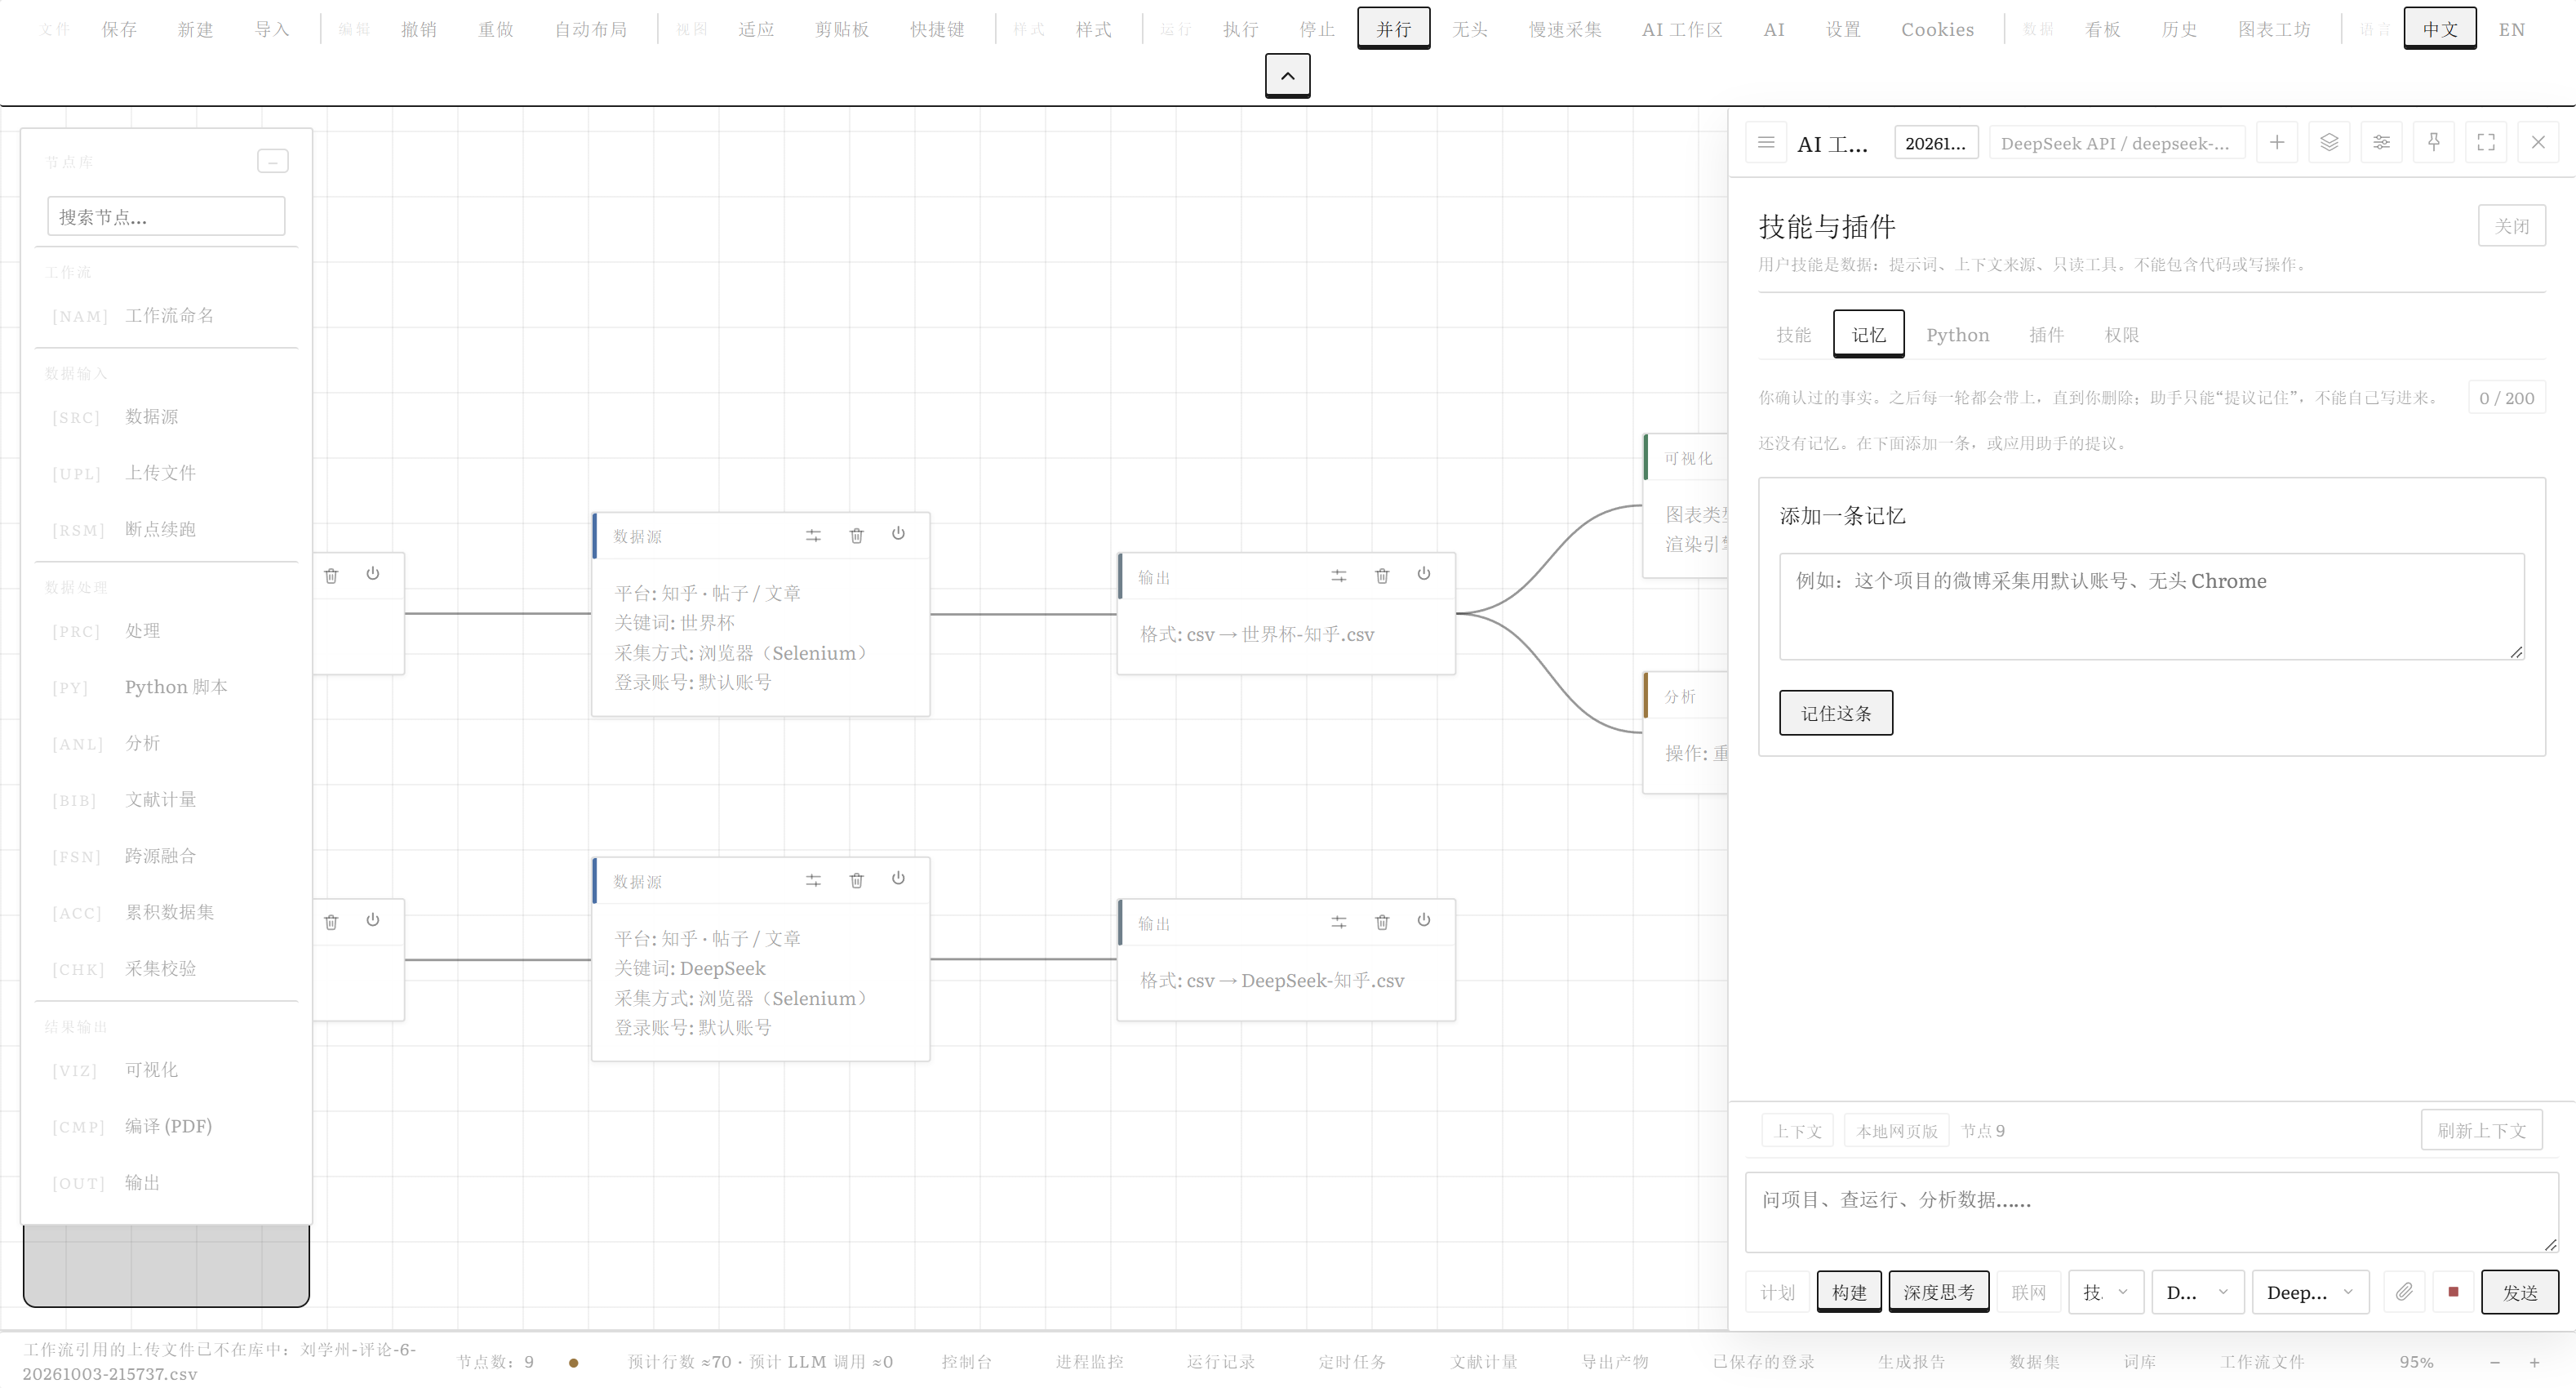 文件 保存 新建 导入 编辑 撤销 重做 自动布局 视图 适应 剪贴板 快捷键 样式 样式 运行 执行 停止 并行 无头 慢速采集 AI 工作区 AI 设置 Cookies 数据 看板 历史 图表工坊 语言 中文 EN
节点库
搜索节点...
工作流
[NAM] 工作流命名
数据输入
[SRC] 数据源
[UPL] 上传文件
[RSM] 断点续跑
数据处理
[PRC] 处理
[PY] Python 脚本
[ANL] 分析
[BIB] 文献计量
[FSN] 跨源融合
[ACC] 累积数据集
[CHK] 采集校验
结果输出
[VIZ] 可视化
[CMP] 编译 (PDF)
[OUT] 输出
数据源
平台: 知乎 · 帖子 / 文章
关键词: 世界杯
采集方式: 浏览器（Selenium）
登录账号: 默认账号
输出
格式: csv → 世界杯-知乎.csv
可视化
图表类型
渲染引擎
分析
操作: 重
数据源
平台: 知乎 · 帖子 / 文章
关键词: DeepSeek
采集方式: 浏览器（Selenium）
登录账号: 默认账号
输出
格式: csv → DeepSeek-知乎.csv
AI 工... 20261... DeepSeek API / deepseek-...
技能与插件
关闭
用户技能是数据：提示词、上下文来源、只读工具。不能包含代码或写操作。
技能 记忆 Python 插件 权限
你确认过的事实。之后每一轮都会带上，直到你删除；助手只能“提议记住”，不能自己写进来。 0 / 200
还没有记忆。在下面添加一条，或应用助手的提议。
添加一条记忆
例如：这个项目的微博采集用默认账号、无头 Chrome
记住这条
上下文 本地网页版 节点 9 刷新上下文
问项目、查运行、分析数据……
计划 构建 深度思考 联网 技. D... Deep... 发送
工作流引用的上传文件已不在库中：刘学州-评论-6-
20261003-215737.csv
节点数：9 预计行数 ≈70 · 预计 LLM 调用 ≈0 控制台 进程监控 运行记录 定时任务 文献计量 导出产物 已保存的登录 生成报告 数据集 词库 工作流文件 95% − +